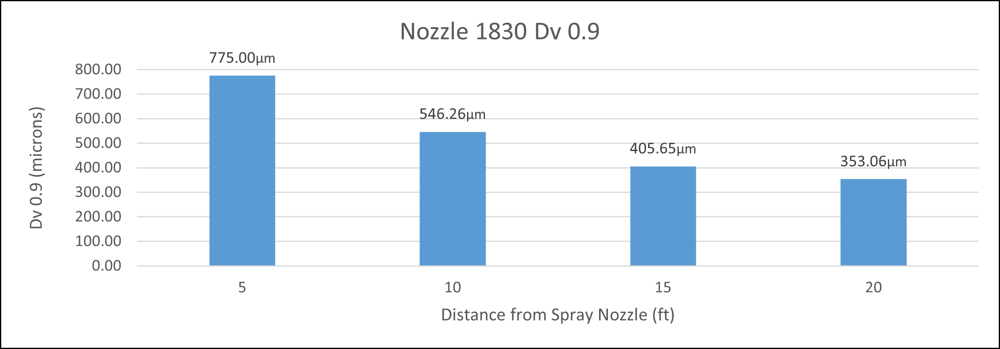 Nozzle 1830 Dv 0.9
775.00µm
546.26µm
405.65µm
353.06µm
800.00
700.00
600.00
500.00
400.00
300.00
200.00
100.00
0.00
Dv 0.9 (microns)
5
10
15
20
Distance from Spray Nozzle (ft)